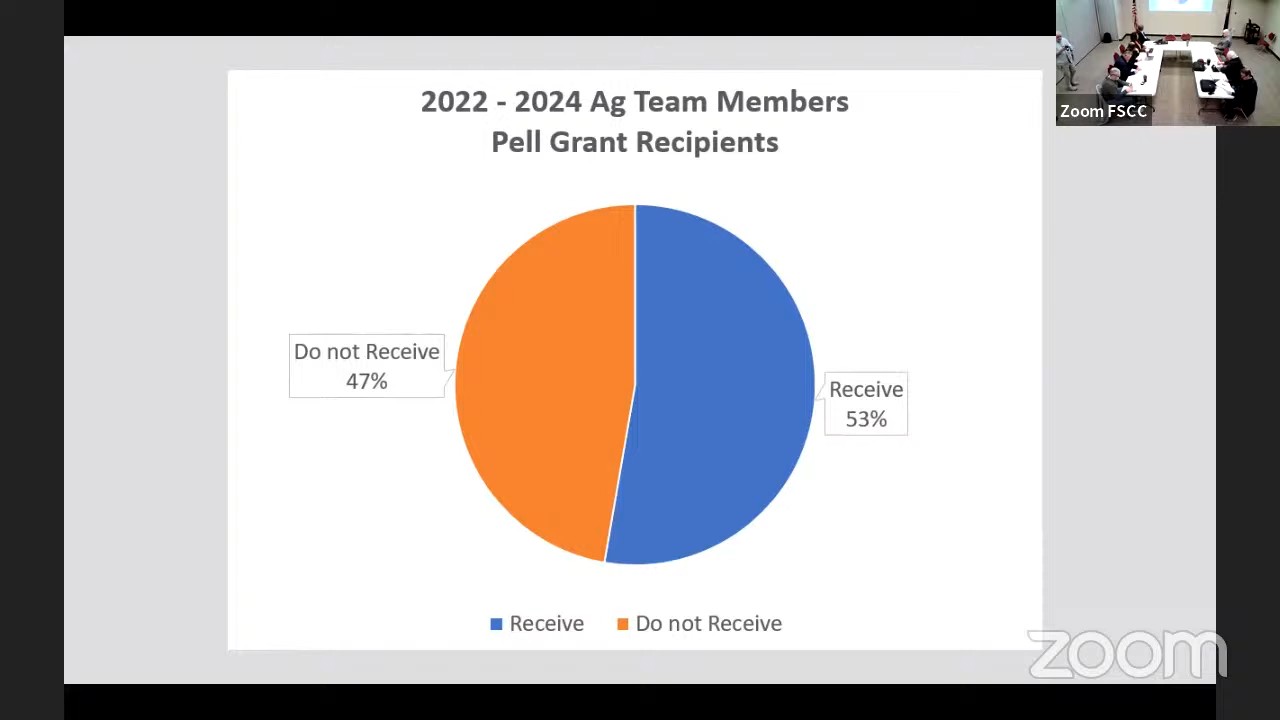 2022 - 2024 Ag Team Members
Pell Grant Recipients
Zoom FSCC
Do not Receive
47%
Receive
53%
Receive
Do not Receive
zoom